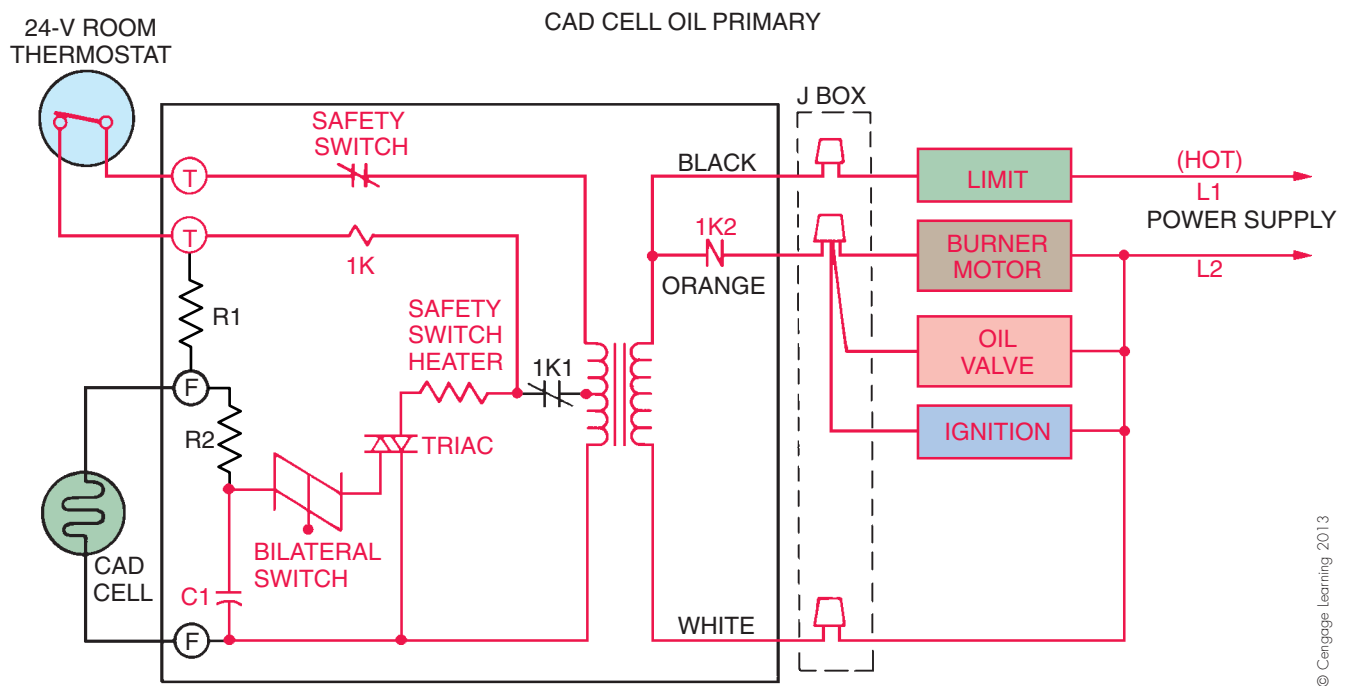 CAD CELL OIL PRIMARY
24-V ROOM
THERMOSTAT
J BOX
SAFETY
SWITCH
T
BLACK
LIMIT
(HOT)
L1
POWER SUPPLY
T
1K
1K2
ORANGE
BURNER
MOTOR
L2
R1
SAFETY
SWITCH
HEATER
1K1
OIL
VALVE
F
R2
TRIAC
IGNITION
BILATERAL
SWITCH
CAD
CELL
C1
F
WHITE
© Cengage Learning 2013